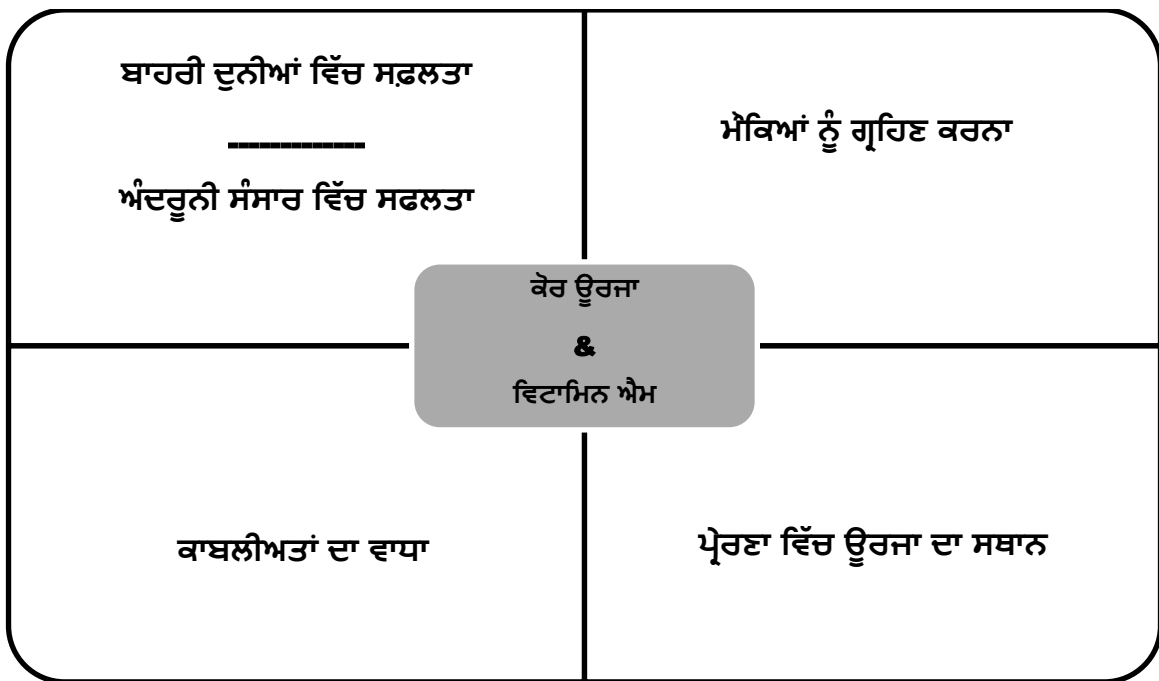 ਬਾਹਰੀ ਦੁਨੀਆਂ ਵਿੱਚ ਸਫ਼ਲਤਾ
-------------
ਅੰਦਰੂਨੀ ਸੰਸਾਰ ਵਿੱਚ ਸਫਲਤਾ
ਮੌਕਿਆਂ ਨੂੰ ਗ੍ਰਹਿਣ ਕਰਨਾ
ਕੋਰ ਊਰਜਾ
&
ਵਿਟਾਮਿਨ ਐਮ
ਕਾਬਲੀਅਤਾਂ ਦਾ ਵਾਧਾ
ਪ੍ਰੇਰਣਾ ਵਿੱਚ ਊਰਜਾ ਦਾ ਸਥਾਨ